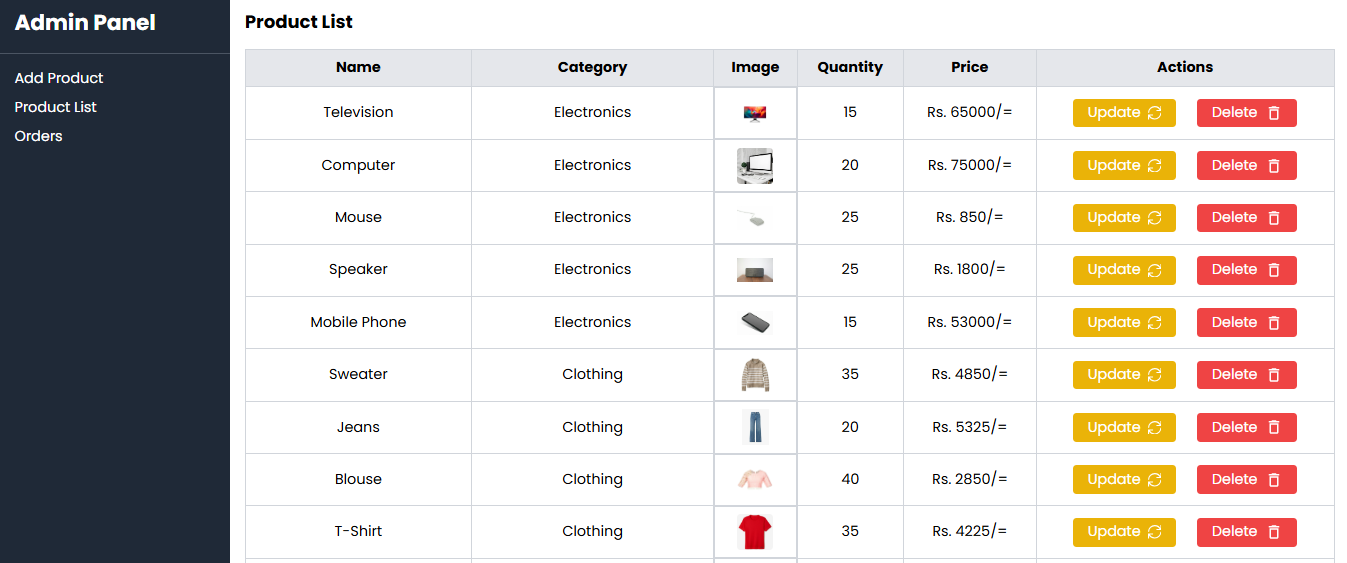 Admin Panel
Add Product
Product List
Orders
Product List
Name Category Image Quantity Price Actions
Television Electronics 15 Rs. 65000/= Update Delete
Computer Electronics 20 Rs. 75000/= Update Delete
Mouse Electronics 25 Rs. 850/= Update Delete
Speaker Electronics 25 Rs. 1800/= Update Delete
Mobile Phone Electronics 15 Rs. 53000/= Update Delete
Sweater Clothing 35 Rs. 4850/= Update Delete
Jeans Clothing 20 Rs. 5325/= Update Delete
Blouse Clothing 40 Rs. 2850/= Update Delete
T-Shirt Clothing 35 Rs. 4225/= Update Delete